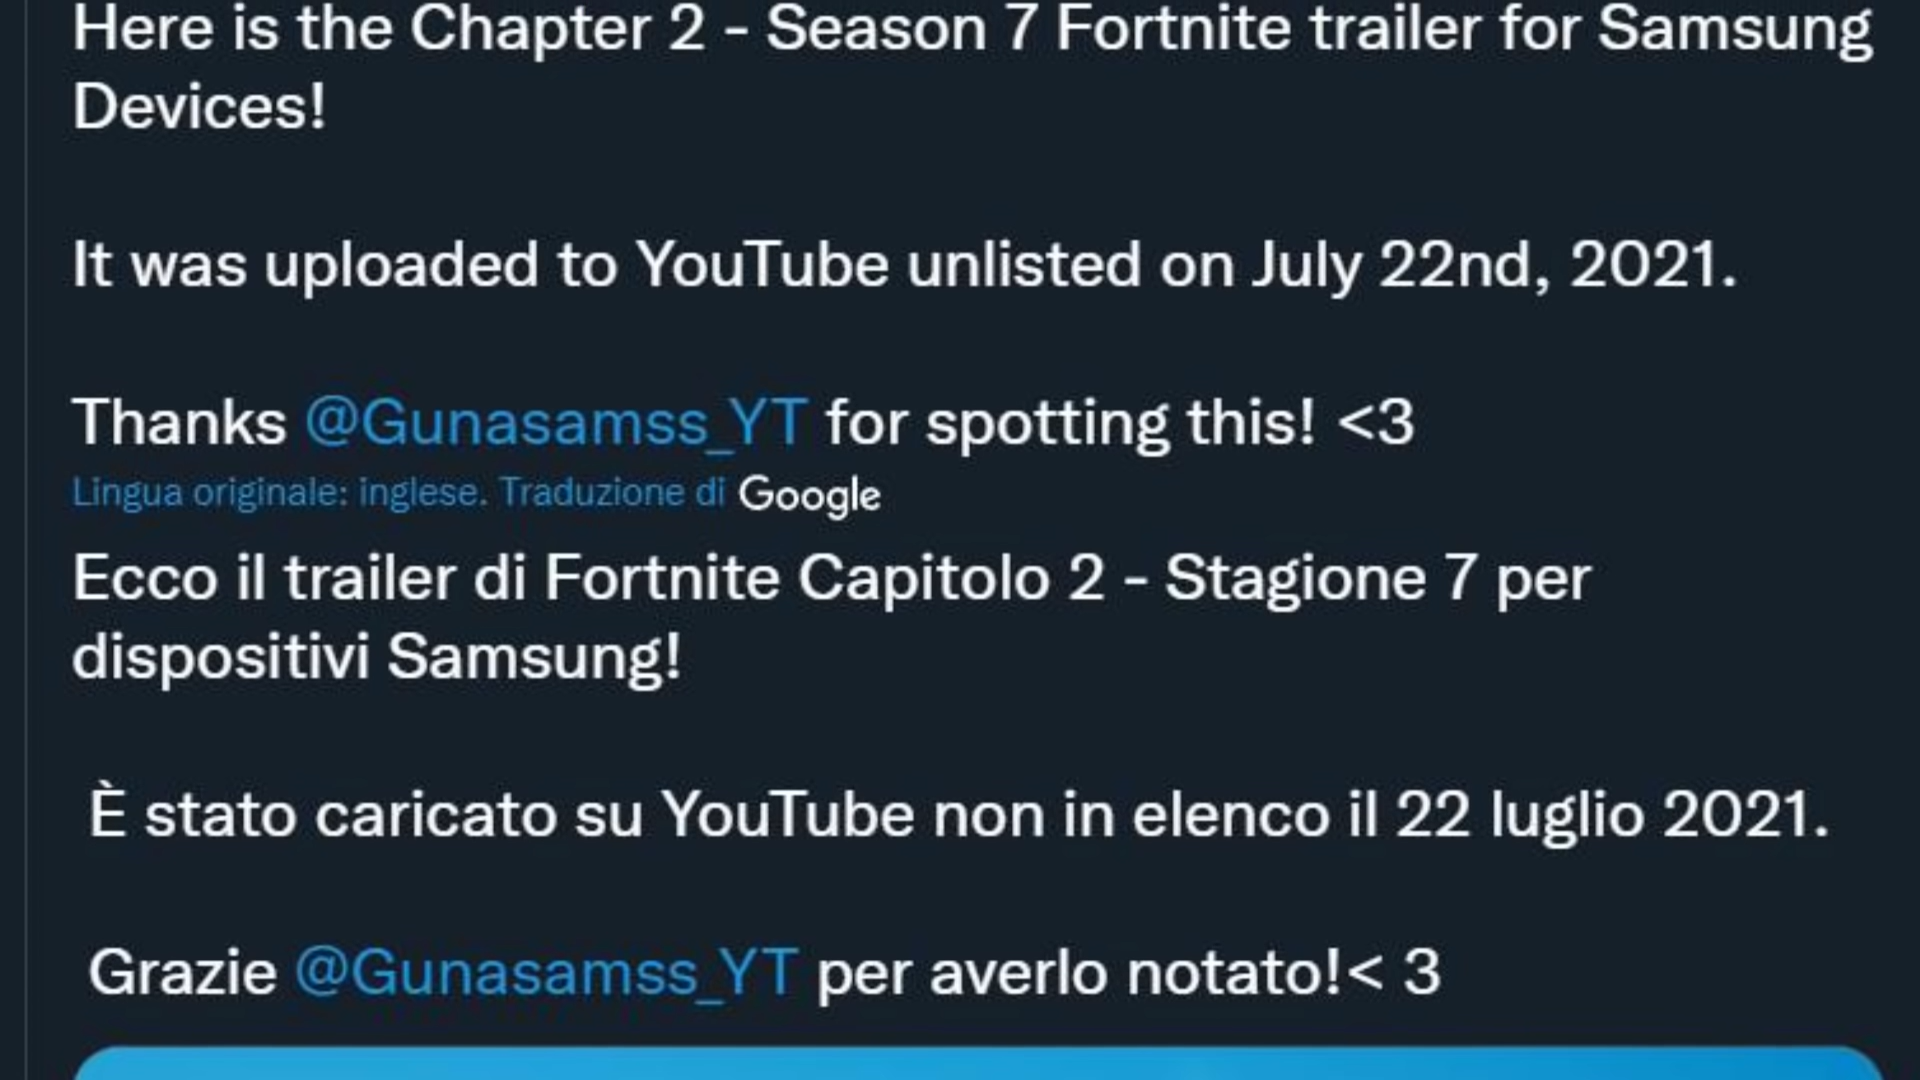 Here is the Chapter 2 - Season 7 Fortnite trailer for Samsung
Devices!
It was uploaded to YouTube unlisted on July 22nd, 2021.
Thanks @Gunasamss_YT for spotting this! <3
Lingua originale: inglese. Traduzione di Google
Ecco il trailer di Fortnite Capitolo 2 - Stagione 7 per
dispositivi Samsung!
È stato caricato su YouTube non in elenco il 22 luglio 2021.
Grazie @Gunasamss_YT per averlo notato!< 3